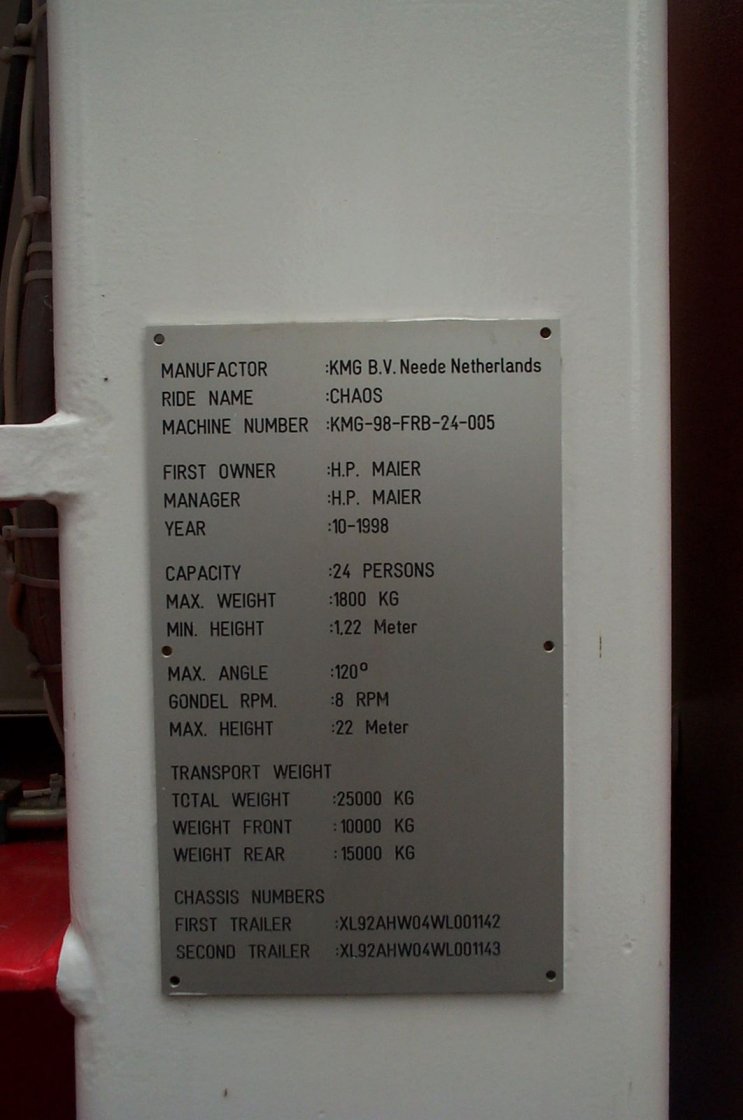 MANUFACTOR :KMG B.V. Neede Netherlands
RIDE NAME :CHAOS
MACHINE NUMBER :KMG-98-FRB-24-005
FIRST OWNER :H.P. MAIER
MANAGER :H.P. MAIER
YEAR :10-1998
CAPACITY :24 PERSONS
MAX. WEIGHT :1800 KG
MIN. HEIGHT :1,22 Meter
MAX. ANGLE :120°
GONDEL RPM. :8 RPM
MAX. HEIGHT :22 Meter
TRANSPORT WEIGHT
TOTAL WEIGHT :25000 KG
WEIGHT FRONT :10000 KG
WEIGHT REAR :15000 KG
CHASSIS NUMBERS
FIRST TRAILER :XL92AHW04WL001142
SECOND TRAILER :XL92AHW04WL001143